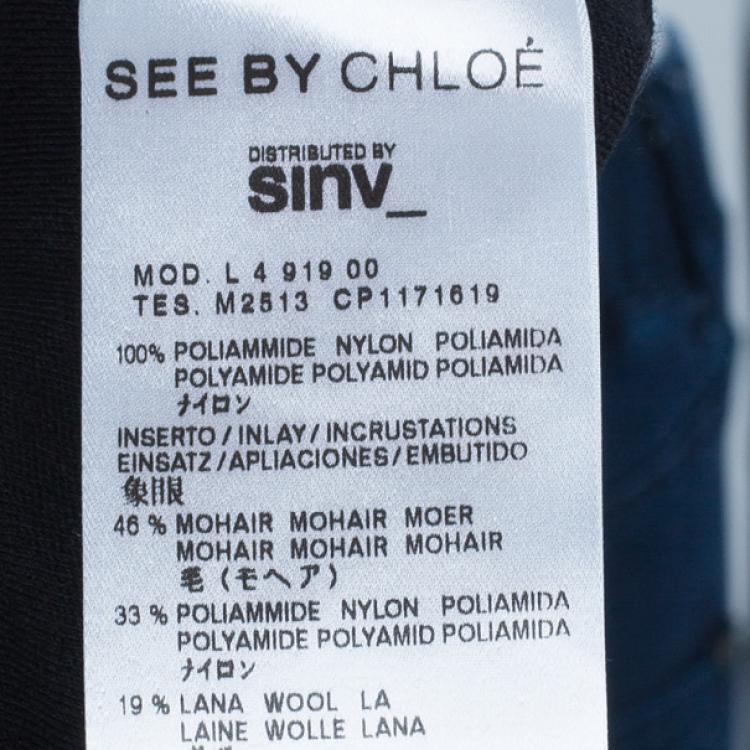 SEE BY CHLOÉ
DISTRIBUTED BY
sinv_
MOD. L 4 919 00
TES. M2513 CP1171619
100% POLIAMMIDE NYLON POLIAMIDA
POLYAMIDE POLYAMID POLIAMIDA
ナイロン
INSERTO / INLAY / INCRUSTATIONS
EINSATZ / APLIACIONES / EMBUTIDO
象眼
46 % MOHAIR MOHAIR MOER
MOHAIR MOHAIR MOHAIR
毛 (モヘア)
33 % POLIAMMIDE NYLON POLIAMIDA
POLYAMIDE POLYAMID POLIAMIDA
ナイロン
19 % LANA WOOL LA
LAINE WOLLE LANA